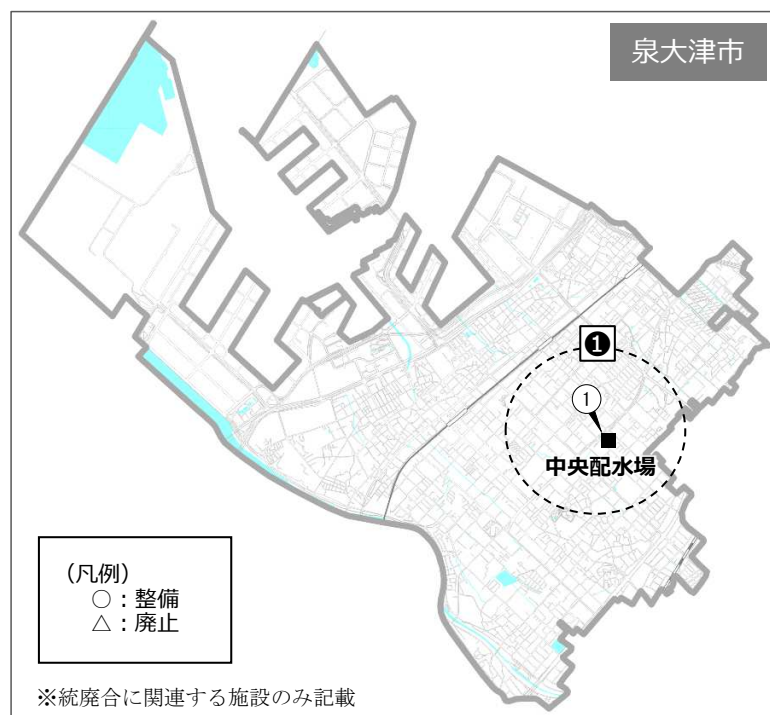 泉大津市
❶
①
中央配水場
(凡例)
○:整備
△:廃止
※統廃合に関連する施設のみ記載